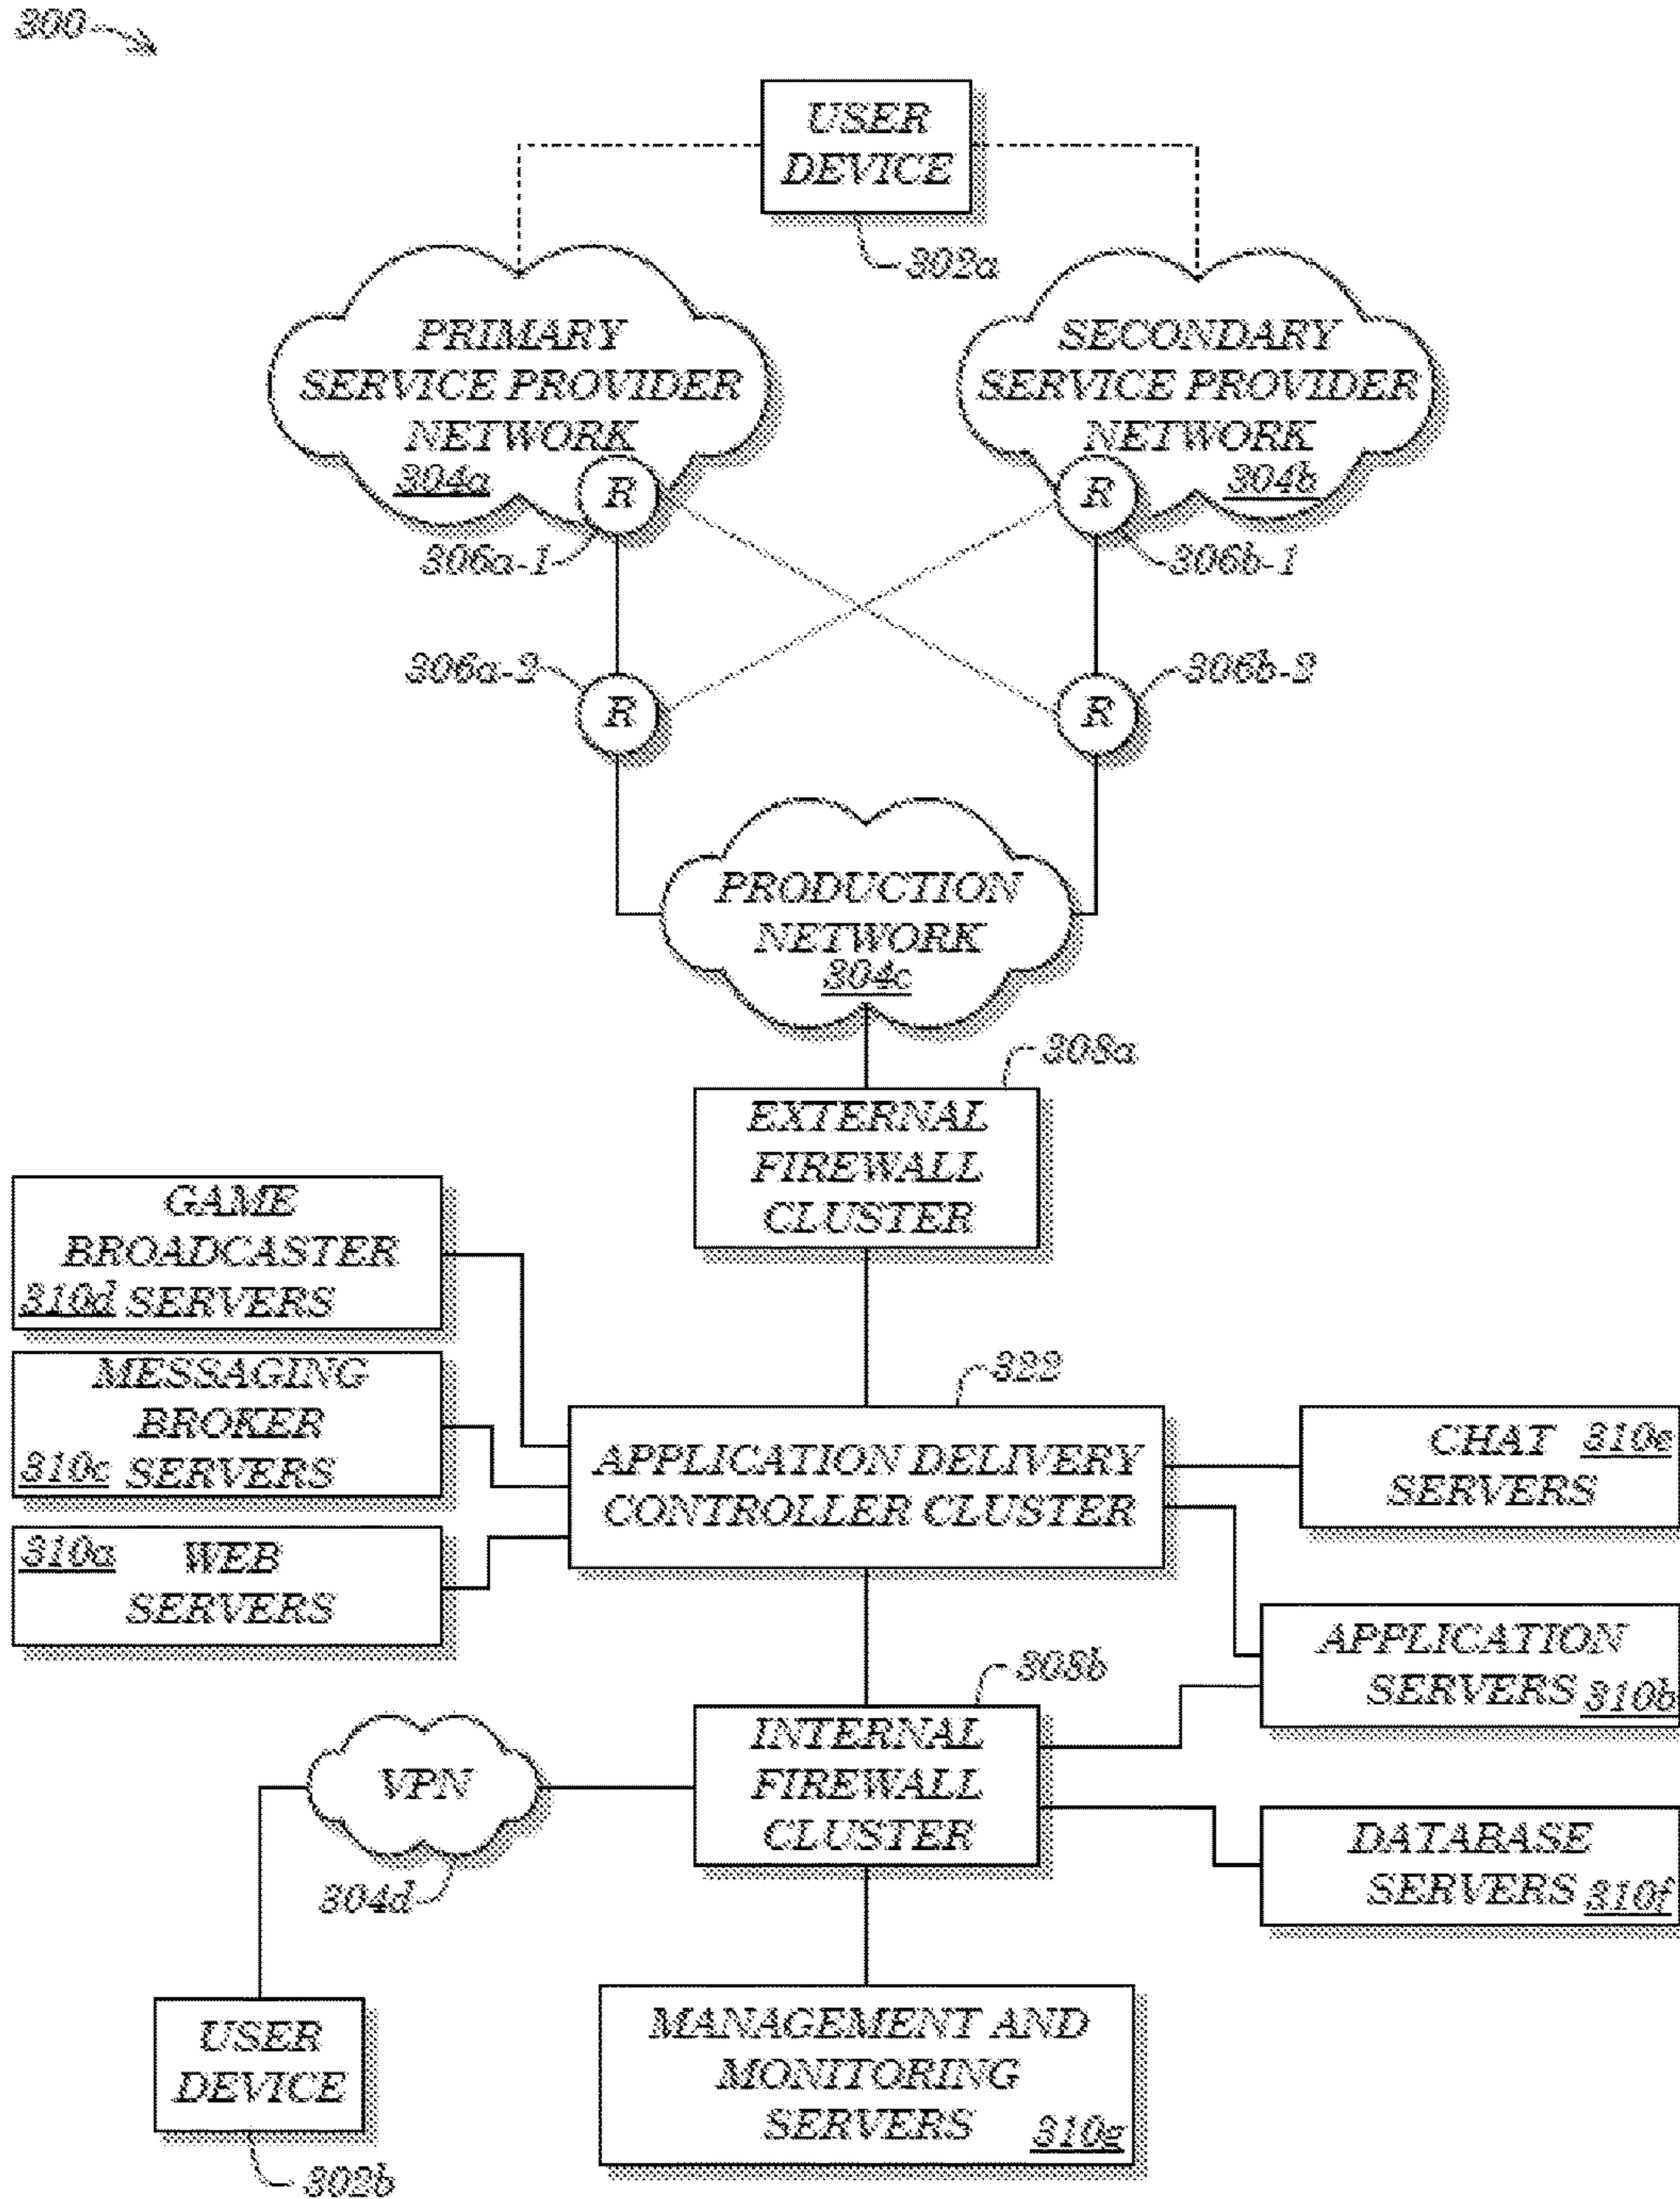 300
USER
DEVICE
302a
PRIMARY
SERVICE PROVIDER
NETWORK
304a
R
306a-1
SECONDARY
SERVICE PROVIDER
NETWORK
304b
R
306b-1
306a-2
R
306b-2
R
PRODUCTION
NETWORK
304c
308a
EXTERNAL
FIREWALL
CLUSTER
GAME
BROADCASTER
310d SERVERS
MESSAGING
BROKER
310c SERVERS
310a WEB
SERVERS
322
APPLICATION DELIVERY
CONTROLLER CLUSTER
CHAT 310e
SERVERS
APPLICATION
SERVERS 310b
308b
INTERNAL
FIREWALL
CLUSTER
VPN
304d
DATABASE
SERVERS 310f
USER
DEVICE
302b
MANAGEMENT AND
MONITORING
SERVERS 310g